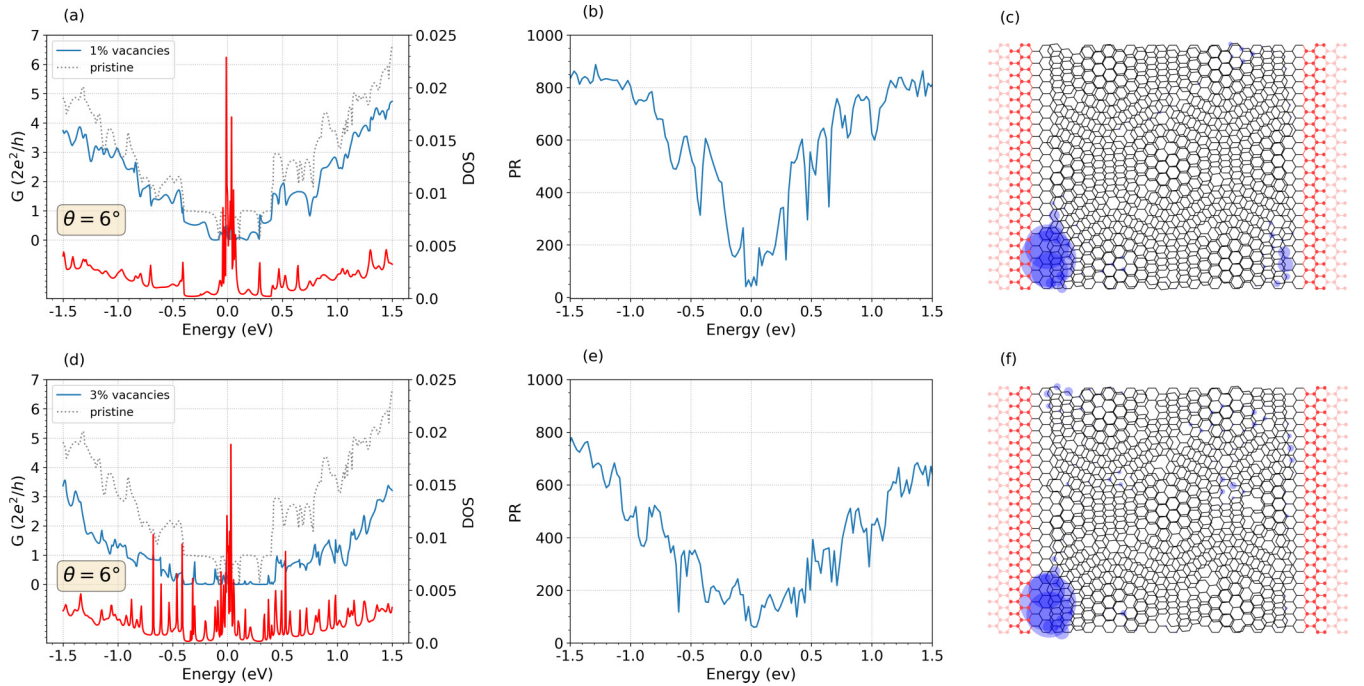 (a)
(b)
(c)
G (2e²/h)
7
6
5
4
3
2
1
0
1% vacancies
pristine
θ = 6°
0.025
0.020
0.015
0.010
0.005
0.000
DOS
-1.5 -1.0 -0.5 0.0 0.5 1.0 1.5
Energy (eV)
PR
1000
800
600
400
200
0
-1.5 -1.0 -0.5 0.0 0.5 1.0 1.5
Energy (ev)
(d)
(e)
(f)
G (2e²/h)
7
6
5
4
3
2
1
0
3% vacancies
pristine
θ = 6°
0.025
0.020
0.015
0.010
0.005
0.000
DOS
-1.5 -1.0 -0.5 0.0 0.5 1.0 1.5
Energy (eV)
PR
1000
800
600
400
200
0
-1.5 -1.0 -0.5 0.0 0.5 1.0 1.5
Energy (ev)